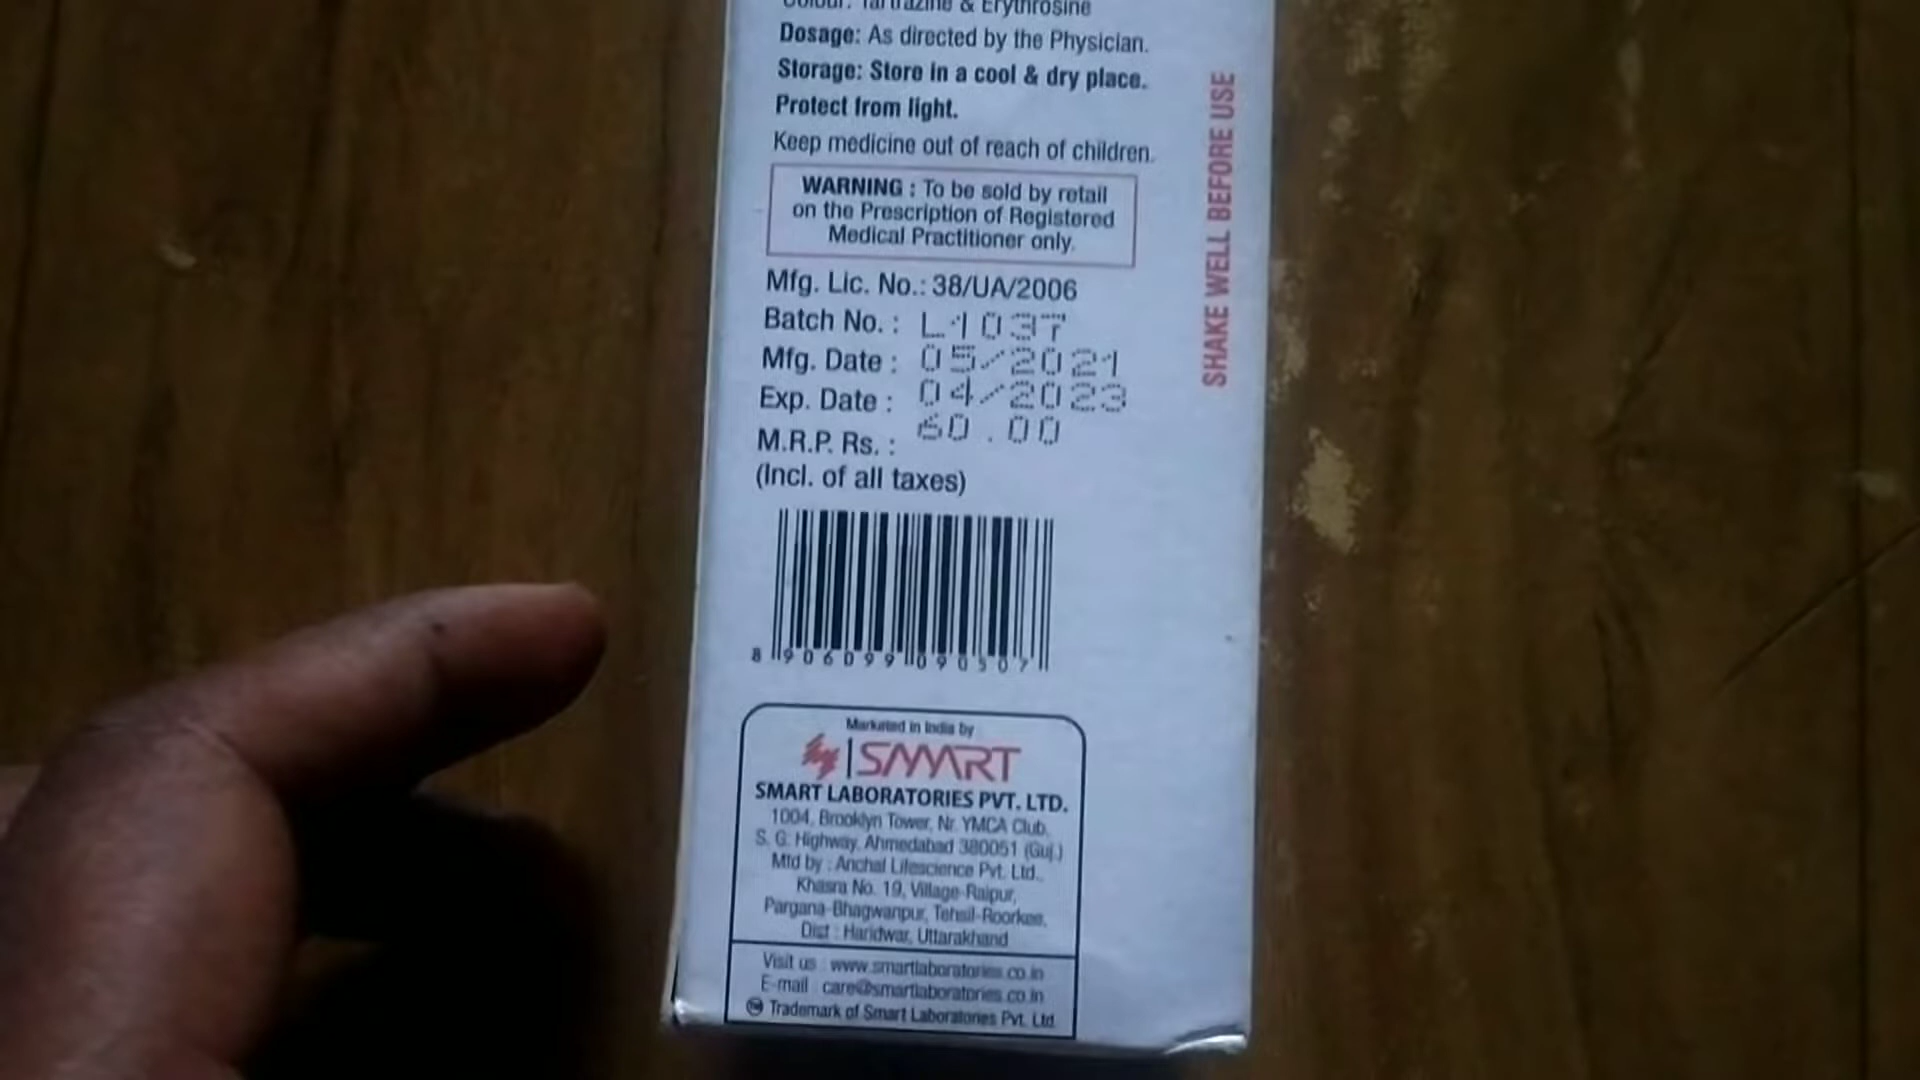 Colour: Tartrazine & Erythrosine
Dosage: As directed by the Physician.
Storage: Store in a cool & dry place.
Protect from light.
Keep medicine out of reach of children.
WARNING : To be sold by retail
on the Prescription of Registered
Medical Practitioner only.
Mfg. Lic. No.: 38/UA/2006
Batch No. : L1037
Mfg. Date : 05/2021
Exp. Date : 04/2023
M.R.P. Rs. : 60.00
(Incl. of all taxes)
8 906099 090507
Marketed in India by
SMART
SMART LABORATORIES PVT. LTD.
1004, Brooklyn Tower, Nr. YMCA Club,
S. G. Highway, Ahmedabad 380051 (Guj.)
Mfd by : Anchal Lifescience Pvt. Ltd.,
Khasra No. 19, Village-Raipur,
Pargana-Bhagwanpur, Tehsil-Roorkee,
Dist : Haridwar, Uttarakhand
Visit us : www.smartlaboratories.co.in
E-mail : care@smartlaboratories.co.in
TM Trademark of Smart Laboratories Pvt. Ltd.
SHAKE WELL BEFORE USE